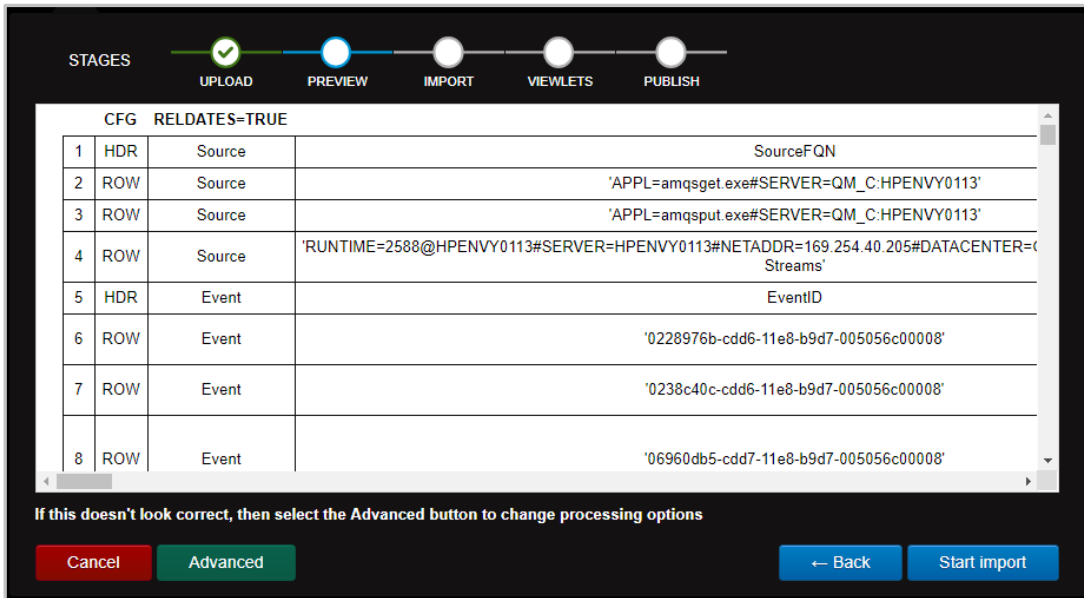 STAGES
UPLOAD PREVIEW IMPORT VIEWLETS PUBLISH
CFG RELDATES=TRUE
1 HDR Source SourceFQN
2 ROW Source 'APPL=amqsget.exe#SERVER=QM_C:HPENVY0113'
3 ROW Source 'APPL=amqsput.exe#SERVER=QM_C:HPENVY0113'
4 ROW Source 'RUNTIME=2588@HPENVY0113#SERVER=HPENVY0113#NETADDR=169.254.40.205#DATACENTER=
Streams'
5 HDR Event EventID
6 ROW Event '0228976b-cdd6-11e8-b9d7-005056c00008'
7 ROW Event '0238c40c-cdd6-11e8-b9d7-005056c00008'
8 ROW Event '06960db5-cdd7-11e8-b9d7-005056c00008'
If this doesn't look correct, then select the Advanced button to change processing options
Cancel Advanced ← Back Start import